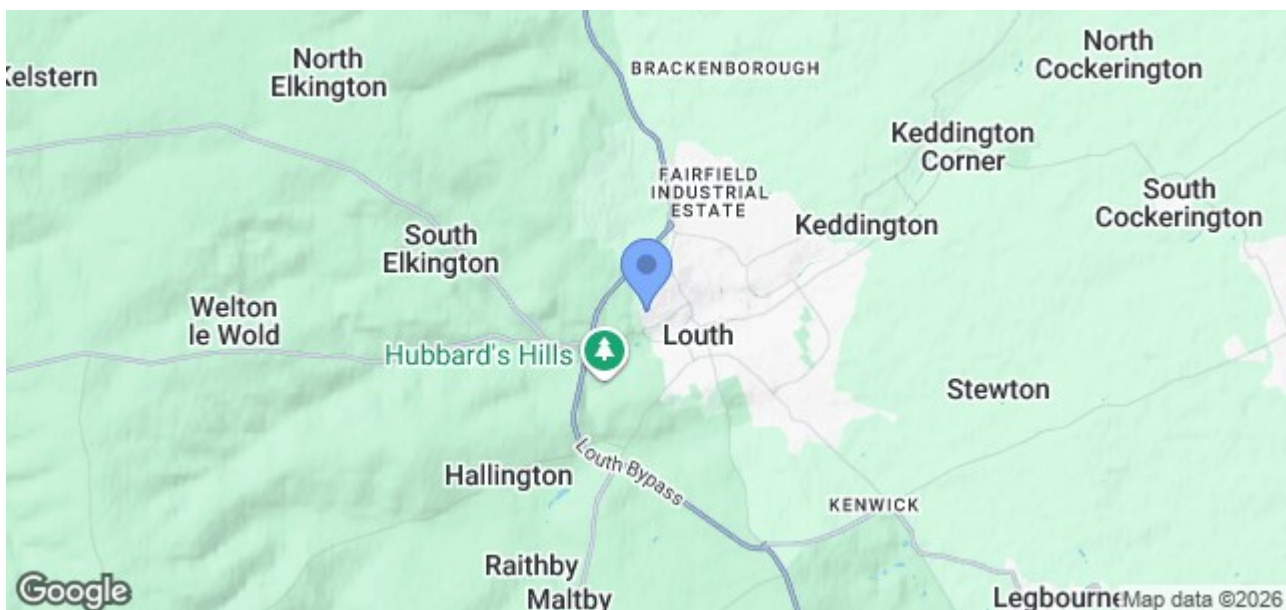 North
Elkington
BRACKENBOROUGH
North
Cockerington
Kelstern
Keddington
Corner
FAIRFIELD
INDUSTRIAL
ESTATE
South
Cockerington
Keddington
South
Elkington
Welton
le Wold
Louth
Hubbard's Hills
Stewton
Louth Bypass
Hallington
KENWICK
Raithby
Maltby
Legbourne
Google
Map data ©2026